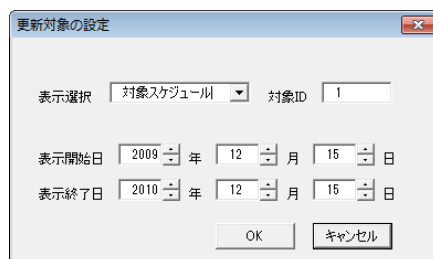 更新対象の設定
表示選択 対象スケジュール 対象ID 1
表示開始日 2009 年 12 月 15 日
表示終了日 2010 年 12 月 15 日
OK キャンセル